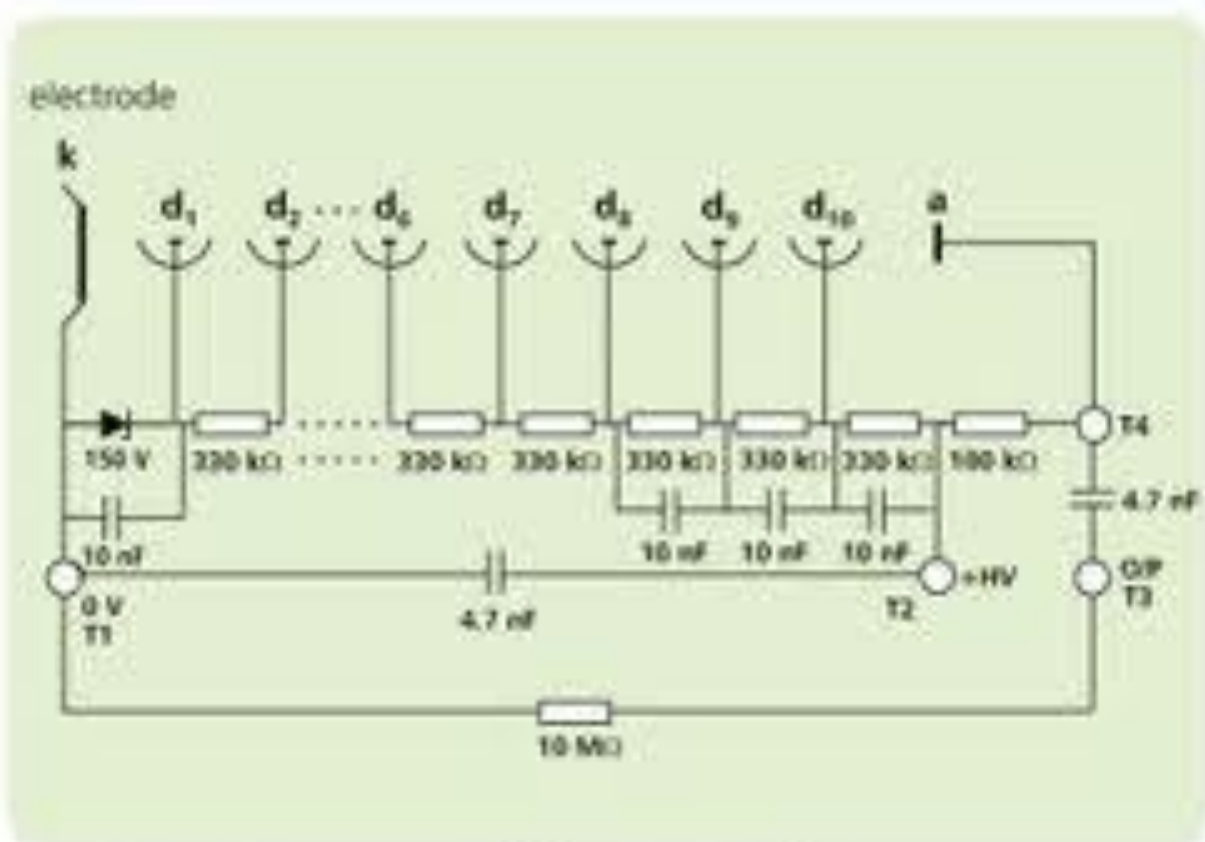 electrode
k
d₁ d₂ ···· d₆ d₇ d₈ d₉ d₁₀ a
T4
150 V 330 kΩ ····· 330 kΩ 330 kΩ 330 kΩ 330 kΩ 330 kΩ 180 kΩ
4.7 nF
10 nF 10 nF 10 nF 10 nF
0 V
T1
4.7 nF
T2
+HV
O/P
T3
10 MΩ